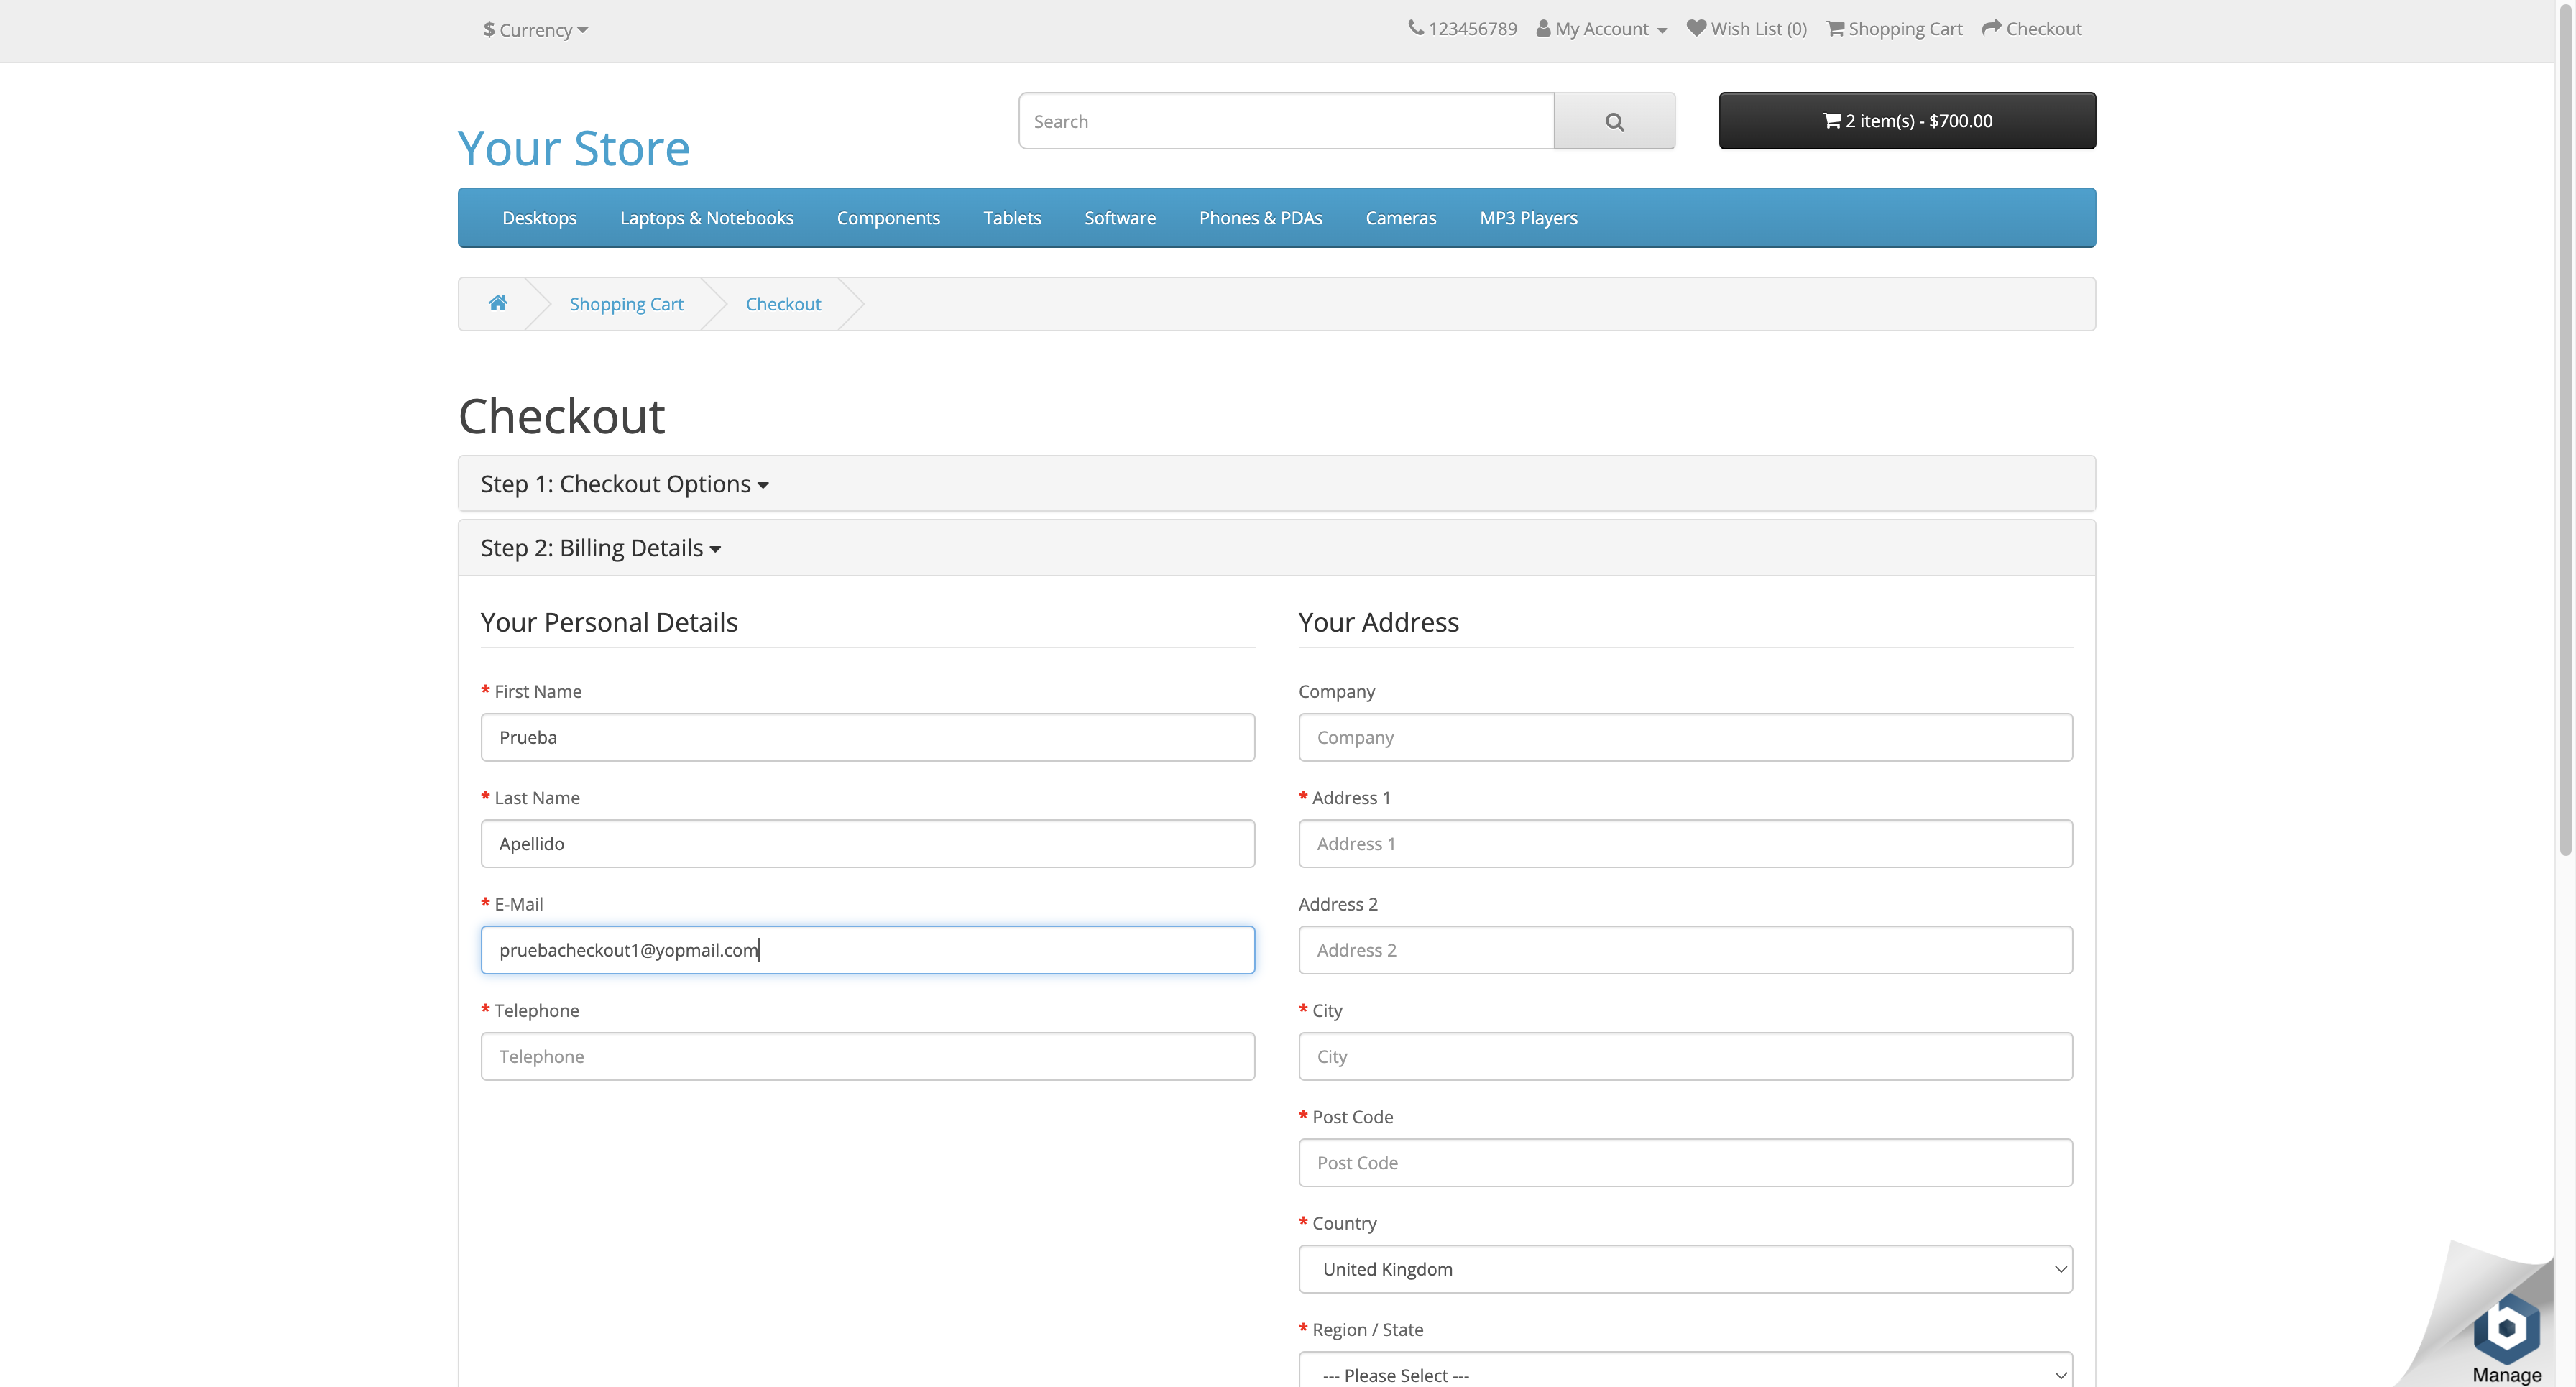 $ Currency
123456789 My Account Wish List (0) Shopping Cart Checkout
Your Store
Search
2 item(s) - $700.00
Desktops Laptops & Notebooks Components Tablets Software Phones & PDAs Cameras MP3 Players
Shopping Cart Checkout
Checkout
Step 1: Checkout Options
Step 2: Billing Details
Your Personal Details
* First Name
Prueba
* Last Name
Apellido
* E-Mail
pruebacheckout1@yopmail.com
* Telephone
Telephone
Your Address
Company
Company
* Address 1
Address 1
Address 2
Address 2
* City
City
* Post Code
Post Code
* Country
United Kingdom
* Region / State
--- Please Select ---
b
Manage